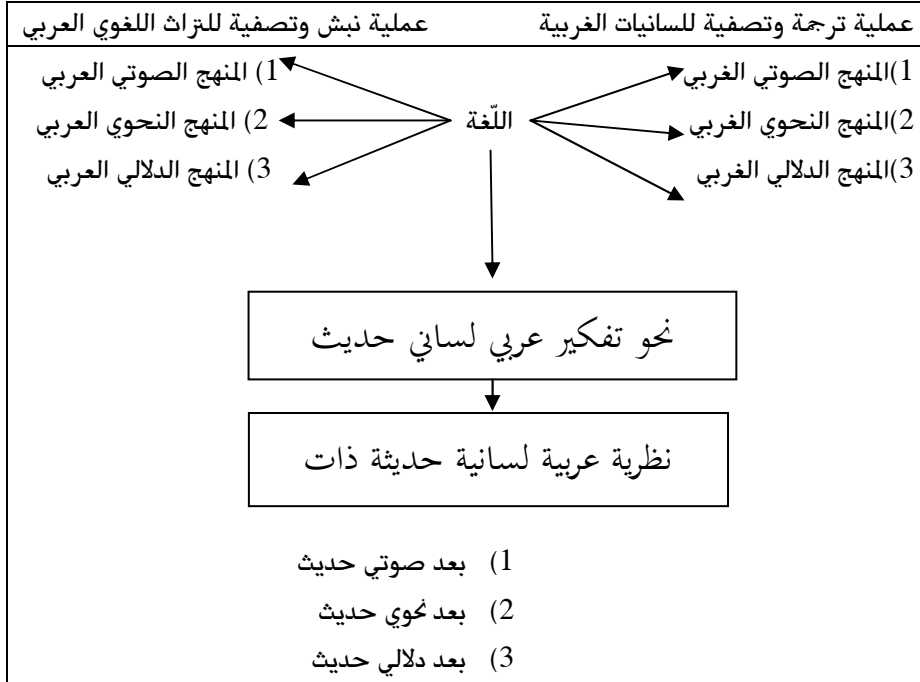 عملية ترجمة وتصفية للسانيات الغربية
عملية نبش وتصفية للتراث اللغوي العربي
1)المنهج الصوتي الغربي
2)المنهج النحوي الغربي
3)المنهج الدلالي الغربي
اللّغة
1) المنهج الصوتي العربي
2) المنهج النحوي العربي
3) المنهج الدلالي العربي
نحو تفكير عربي لساني حديث
نظرية عربية لسانية حديثة ذات
1) بعد صوتي حديث
2) بعد نحوي حديث
3) بعد دلالي حديث